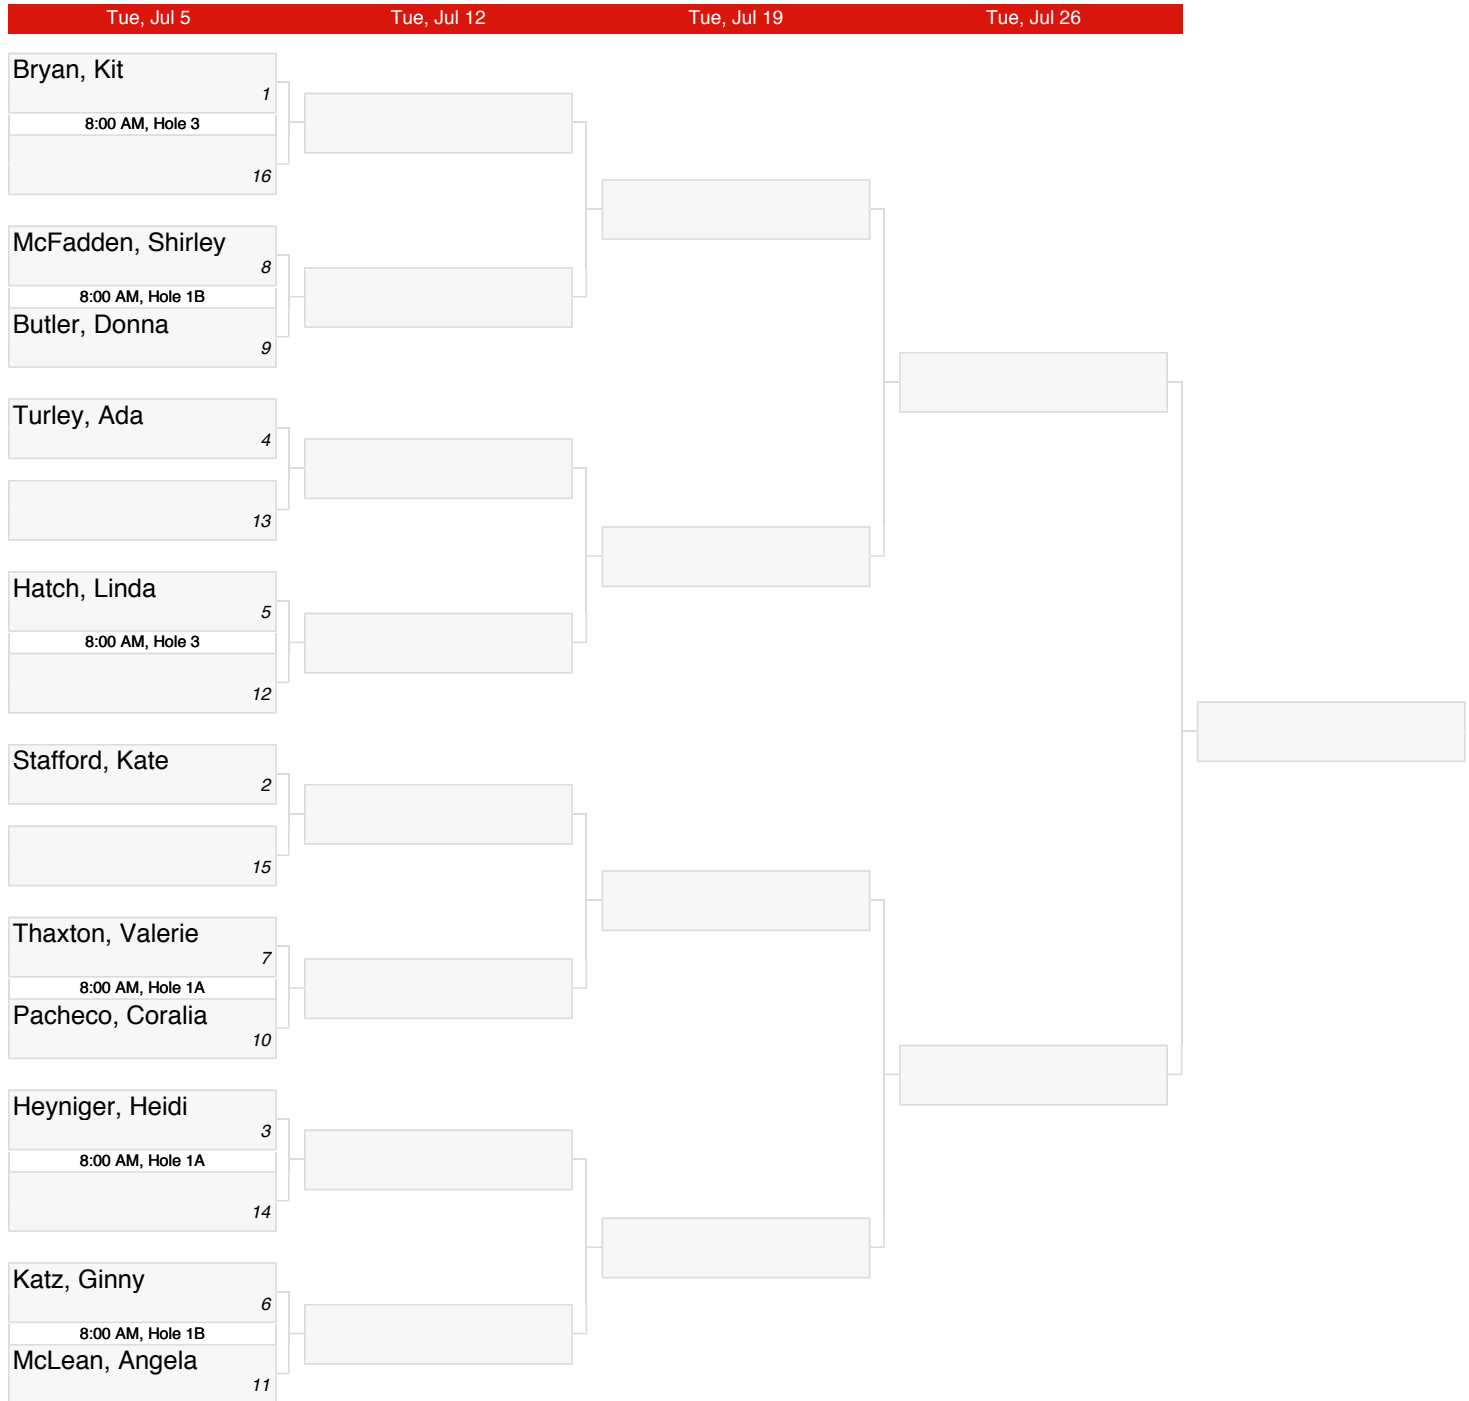 Tue, Jul 5 Tue, Jul 12 Tue, Jul 19 Tue, Jul 26
Bryan, Kit
1
8:00 AM, Hole 3
16
McFadden, Shirley
8
8:00 AM, Hole 1B
Butler, Donna
9
Turley, Ada
4
13
Hatch, Linda
5
8:00 AM, Hole 3
12
Stafford, Kate
2
15
Thaxton, Valerie
7
8:00 AM, Hole 1A
Pacheco, Coralia
10
Heyniger, Heidi
3
8:00 AM, Hole 1A
14
Katz, Ginny
6
8:00 AM, Hole 1B
McLean, Angela
11